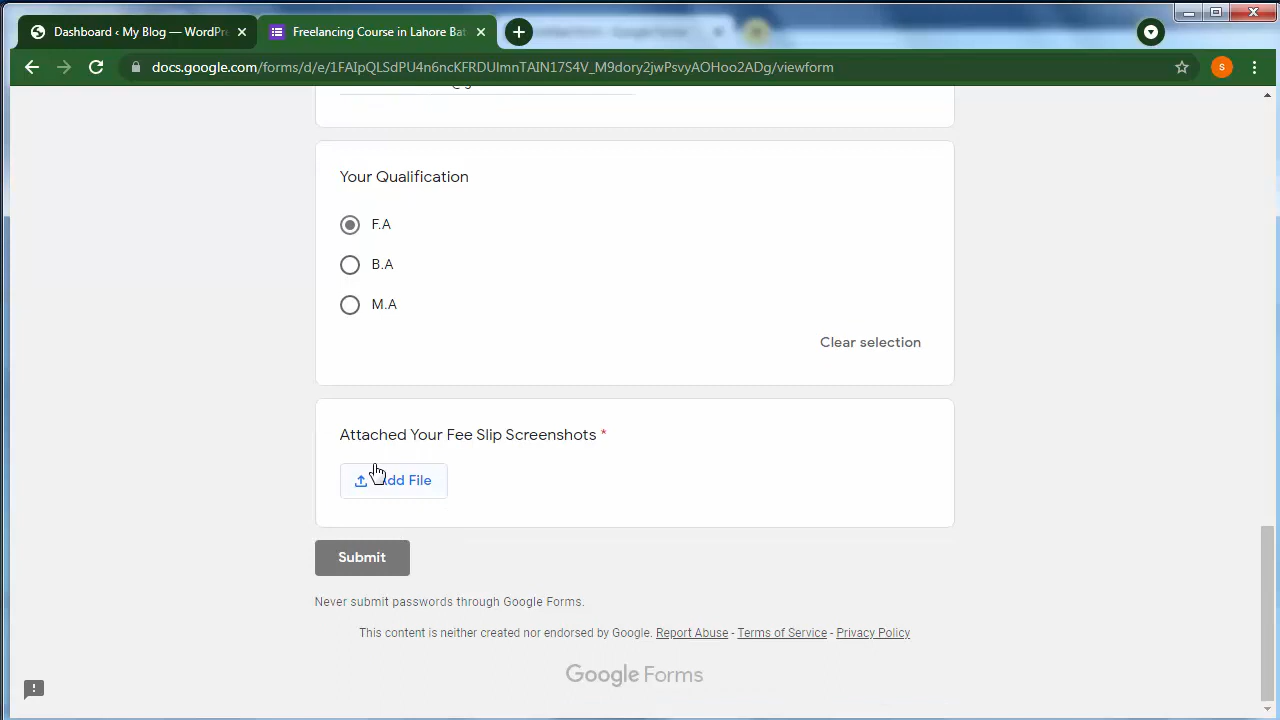 Dashboard ‹ My Blog — WordPr
Freelancing Course in Lahore Bat
docs.google.com/forms/d/e/1FAIpQLSdPU4n6ncKFRDUlmnTAIN17S4V_M9dory2jwPsvyAOHoo2ADg/viewform
S
Your Qualification
F.A
B.A
M.A
Clear selection
Attached Your Fee Slip Screenshots *
Add File
Submit
Never submit passwords through Google Forms.
This content is neither created nor endorsed by Google. Report Abuse - Terms of Service - Privacy Policy
Google Forms